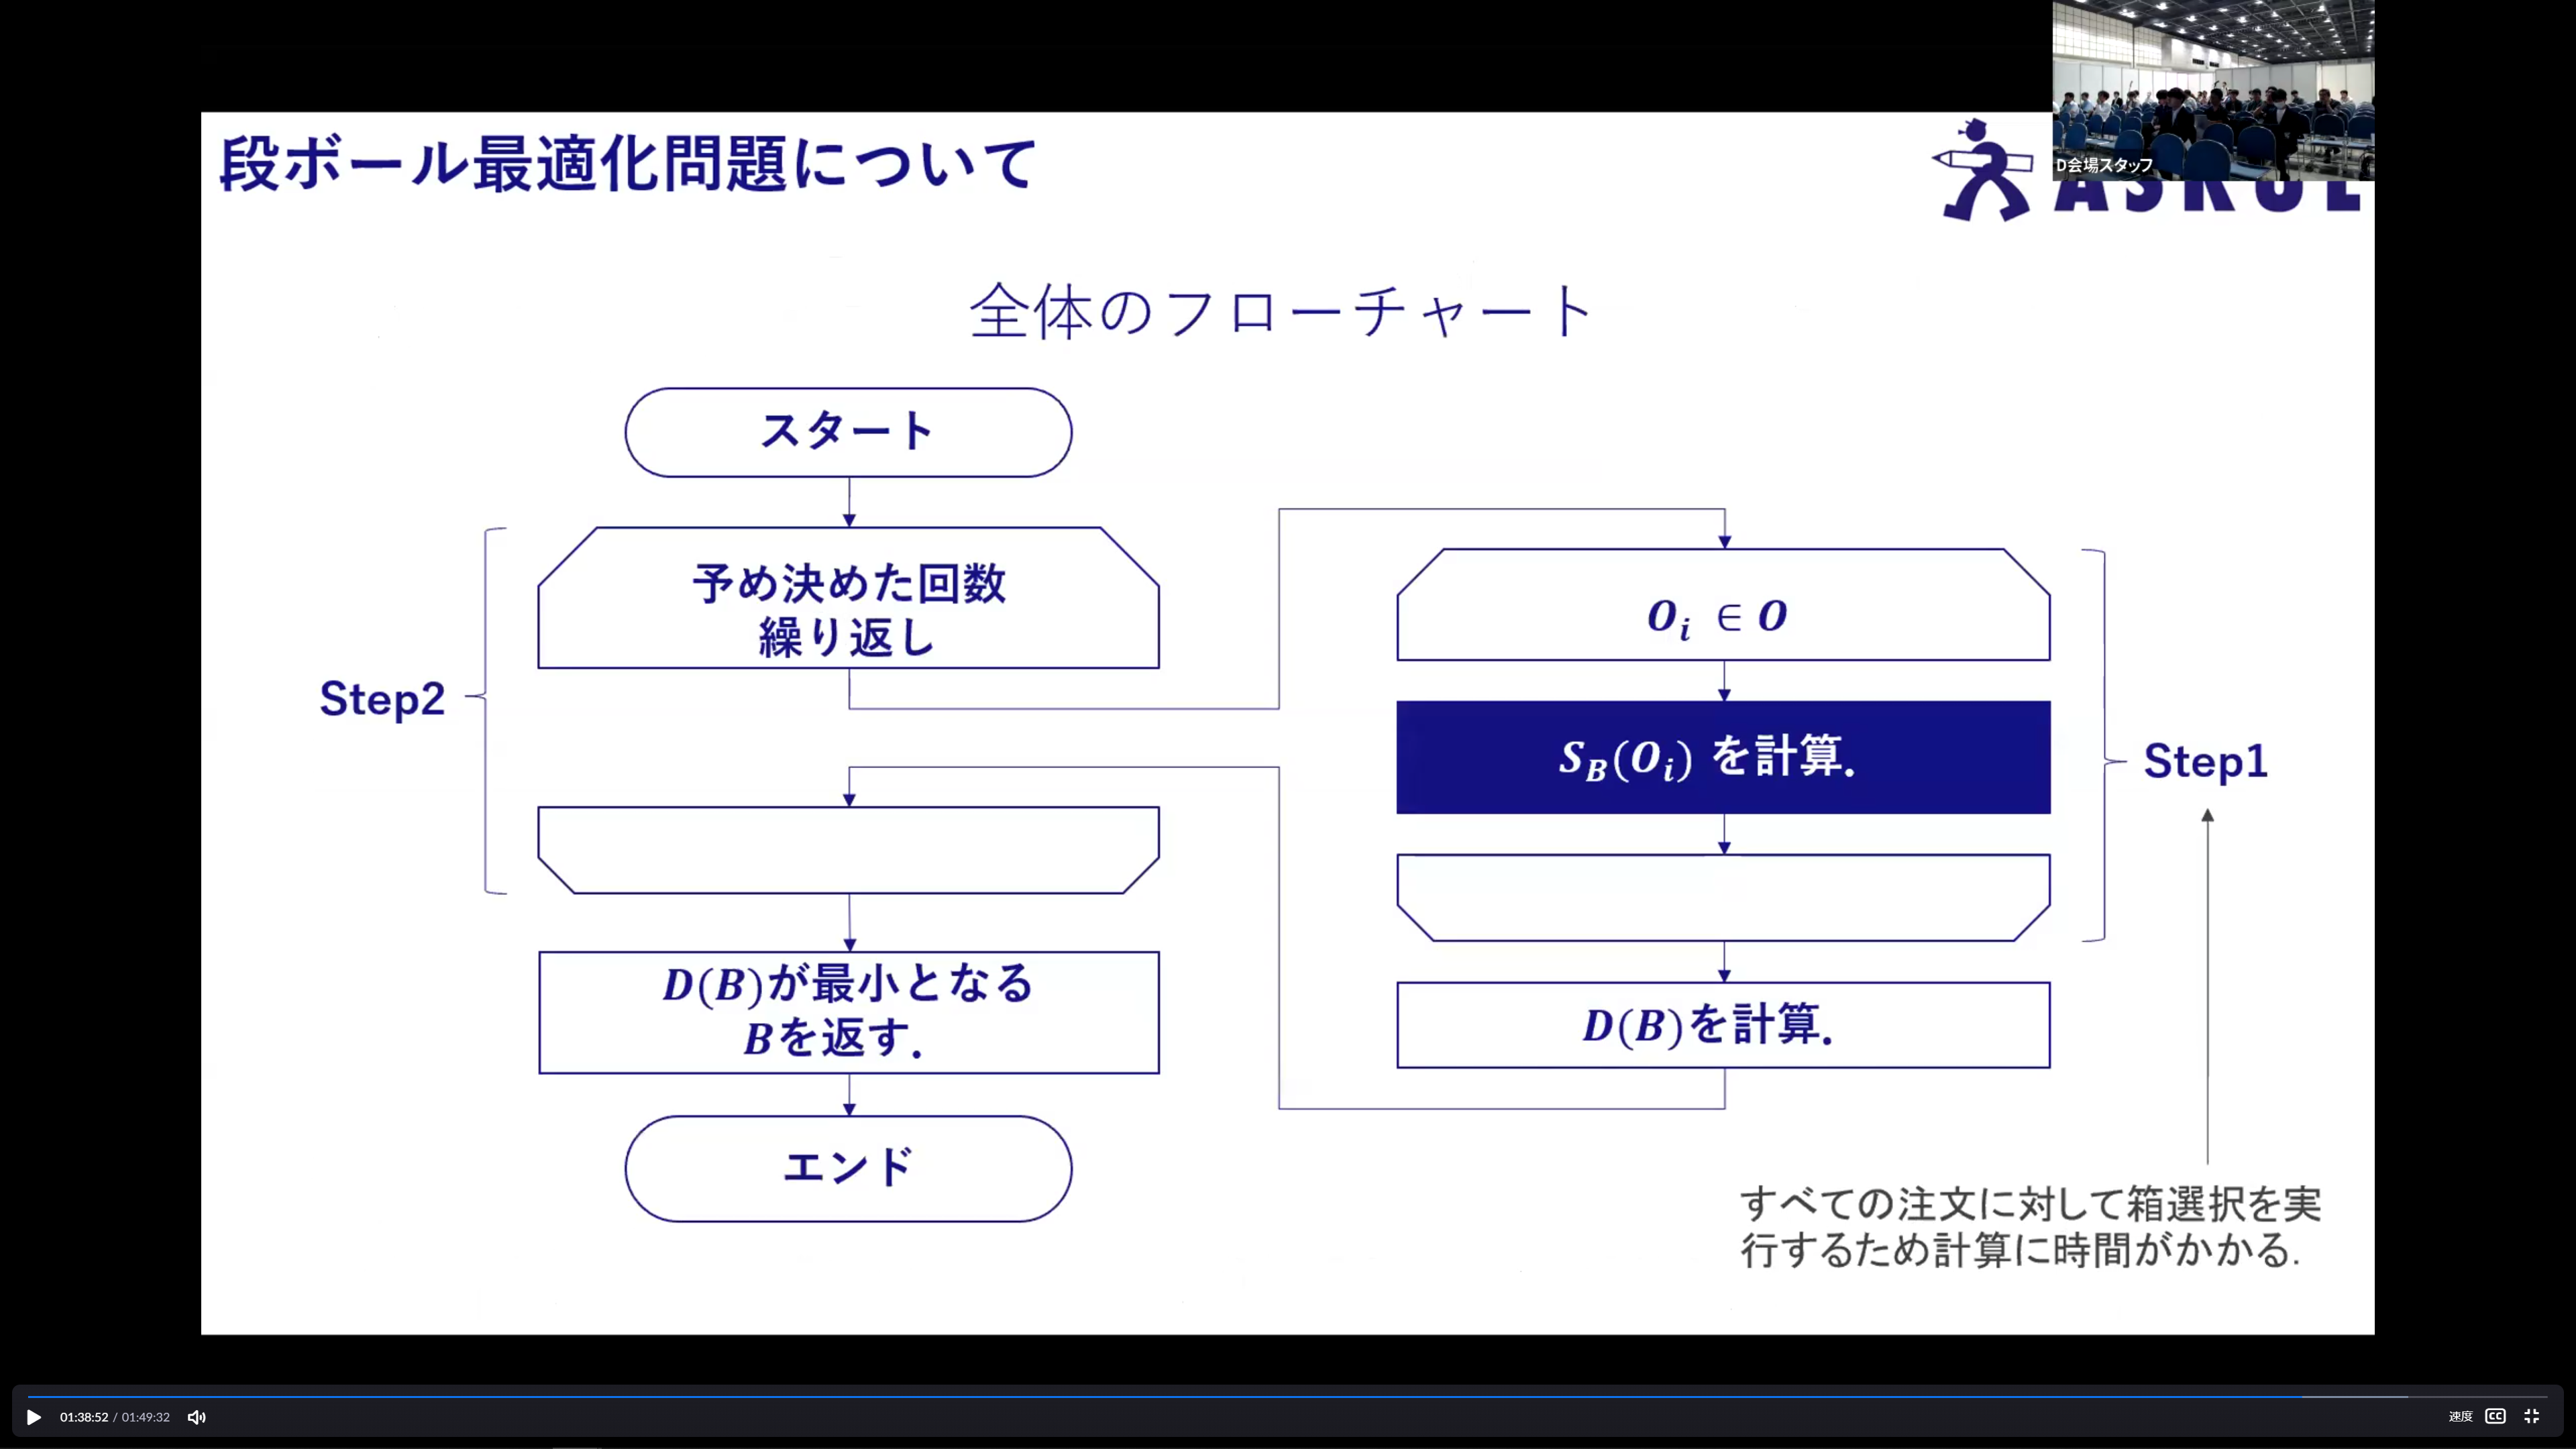 段ボール最適化問題について
D会場スタッフ
ASKUL
全体のフローチャート
スタート
予め決めた回数
繰り返し
Step2
D(B)が最小となる
Bを返す.
エンド
O_i ∈ O
S_B(O_i) を計算.
Step1
D(B)を計算.
すべての注文に対して箱選択を実
行するため計算に時間がかかる.
01:38:52 / 01:49:32
速度
CC